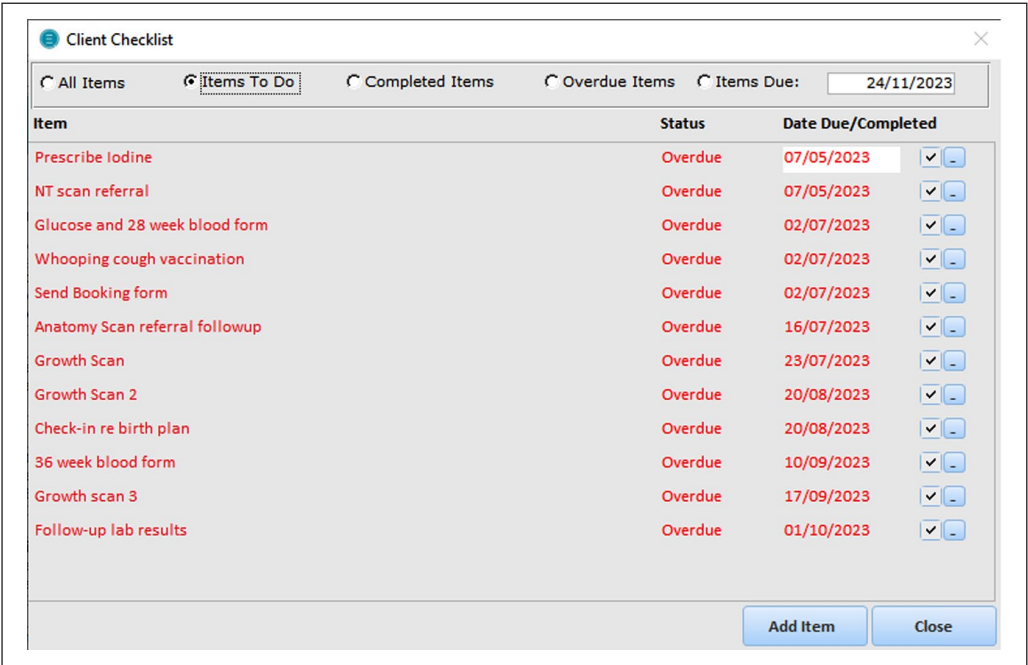 Client Checklist
All Items Items To Do Completed Items Overdue Items Items Due: 24/11/2023
Item Status Date Due/Completed
Prescribe Iodine Overdue 07/05/2023
NT scan referral Overdue 07/05/2023
Glucose and 28 week blood form Overdue 02/07/2023
Whooping cough vaccination Overdue 02/07/2023
Send Booking form Overdue 02/07/2023
Anatomy Scan referral followup Overdue 16/07/2023
Growth Scan Overdue 23/07/2023
Growth Scan 2 Overdue 20/08/2023
Check-in re birth plan Overdue 20/08/2023
36 week blood form Overdue 10/09/2023
Growth scan 3 Overdue 17/09/2023
Follow-up lab results Overdue 01/10/2023
Add Item Close